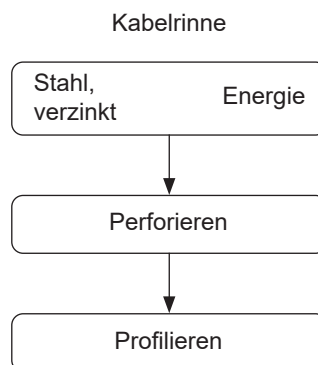 Kabelrinne
Stahl,
verzinkt
Energie
Perforieren
Profilieren